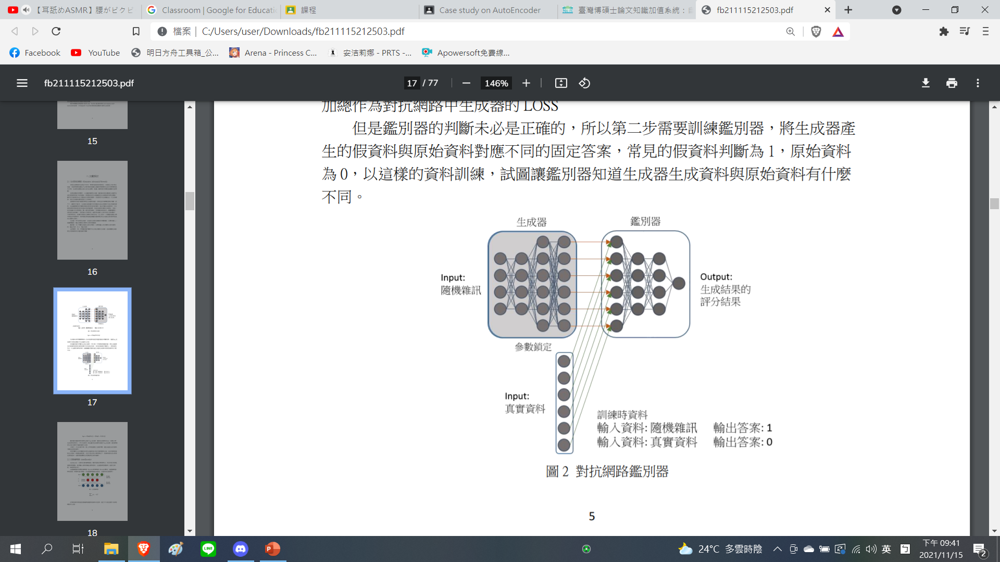 【耳舐めASMR】腰がビクビ
Classroom | Google for Educatio
課程
Case study on AutoEncoder
臺灣博碩士論文知識加值系統：自
fb211115212503.pdf
檔案 | C:/Users/user/Downloads/fb211115212503.pdf
Facebook
YouTube
明日方舟工具箱_公...
Arena - Princess C...
安洁莉娜 - PRTS -...
Apowersoft免費線...
fb211115212503.pdf
17 / 77
146%
15
16
17
18
加總作為對抗網路中生成器的 LOSS
但是鑑別器的判斷未必是正確的，所以第二步需要訓練鑑別器，將生成器產
生的假資料與原始資料對應不同的固定答案，常見的假資料判斷為 1，原始資料
為 0，以這樣的資料訓練，試圖讓鑑別器知道生成器生成資料與原始資料有什麼
不同。
生成器
鑑別器
Input:
隨機雜訊
Output:
生成結果的
評分結果
參數鎖定
Input:
真實資料
訓練時資料
輸入資料: 隨機雜訊 輸出答案: 1
輸入資料: 真實資料 輸出答案: 0
圖 2 對抗網路鑑別器
5
24°C 多雲時陰
英
下午 09:41
2021/11/15
2